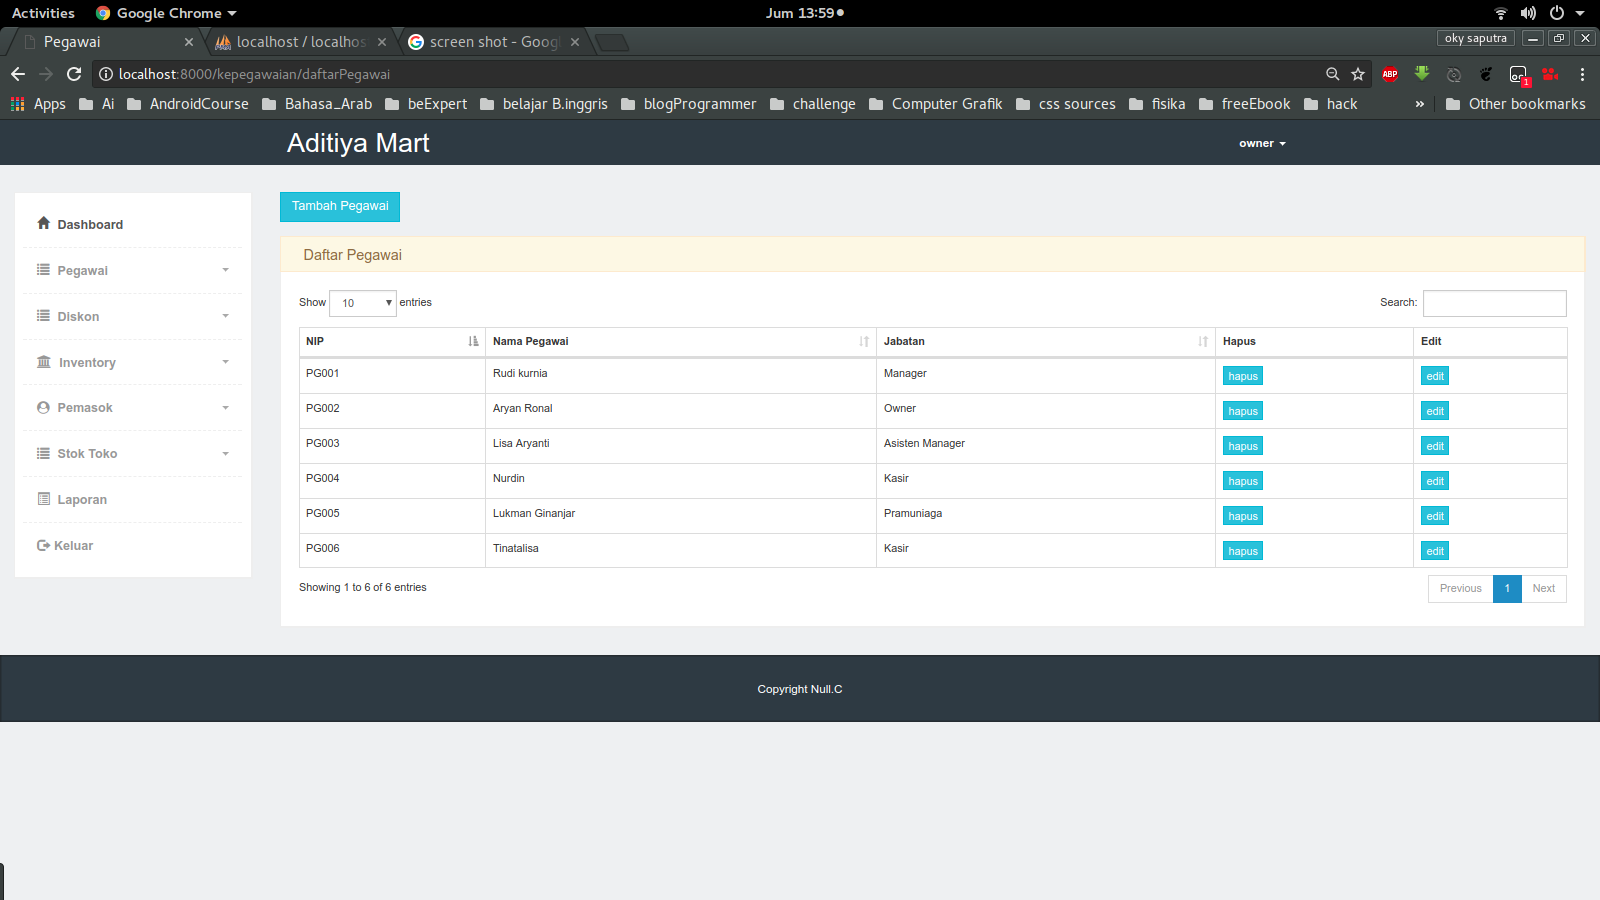 Activities Google Chrome Jum 13:59
Pegawai localhost / localhos screen shot - Goog oky saputra
localhost:8000/kepegawaian/daftarPegawai ABP 1
Apps Ai AndroidCourse Bahasa_Arab beExpert belajar B.inggris blogProgrammer challenge Computer Grafik css sources fisika freeEbook hack » Other bookmarks
Aditiya Mart owner
Dashboard
Pegawai
Diskon
Inventory
Pemasok
Stok Toko
Laporan
Keluar
Tambah Pegawai
Daftar Pegawai
Show 10 entries Search:
NIP Nama Pegawai Jabatan Hapus Edit
PG001 Rudi kurnia Manager hapus edit
PG002 Aryan Ronal Owner hapus edit
PG003 Lisa Aryanti Asisten Manager hapus edit
PG004 Nurdin Kasir hapus edit
PG005 Lukman Ginanjar Pramuniaga hapus edit
PG006 Tinatalisa Kasir hapus edit
Showing 1 to 6 of 6 entries Previous 1 Next
Copyright Null.C